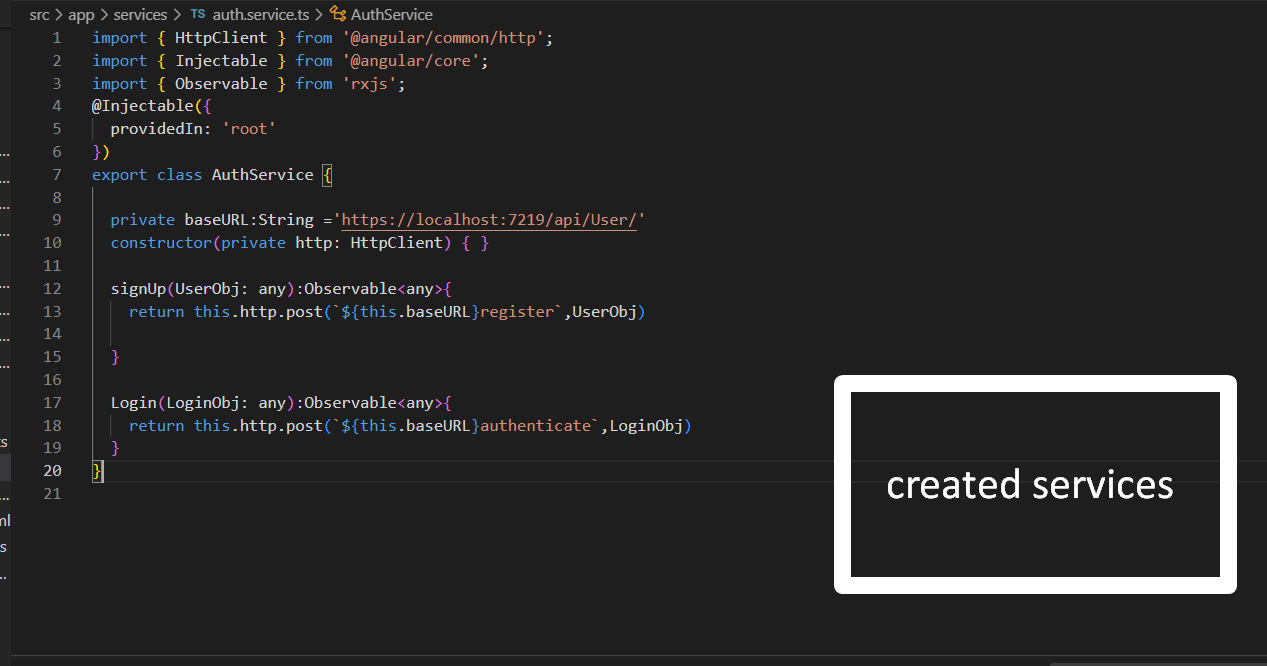 src > app > services > TS auth.service.ts > AuthService
1 import { HttpClient } from '@angular/common/http';
2 import { Injectable } from '@angular/core';
3 import { Observable } from 'rxjs';
4 @Injectable({
5 providedIn: 'root'
6 })
7 export class AuthService {
8
9 private baseURL:String ='https://localhost:7219/api/User/'
10 constructor(private http: HttpClient) { }
11
12 signUp(UserObj: any):Observable<any>{
13 return this.http.post(`${this.baseURL}register`,UserObj)
14
15 }
16
17 Login(LoginObj: any):Observable<any>{
18 return this.http.post(`${this.baseURL}authenticate`,LoginObj)
19 }
20 }
21
created services